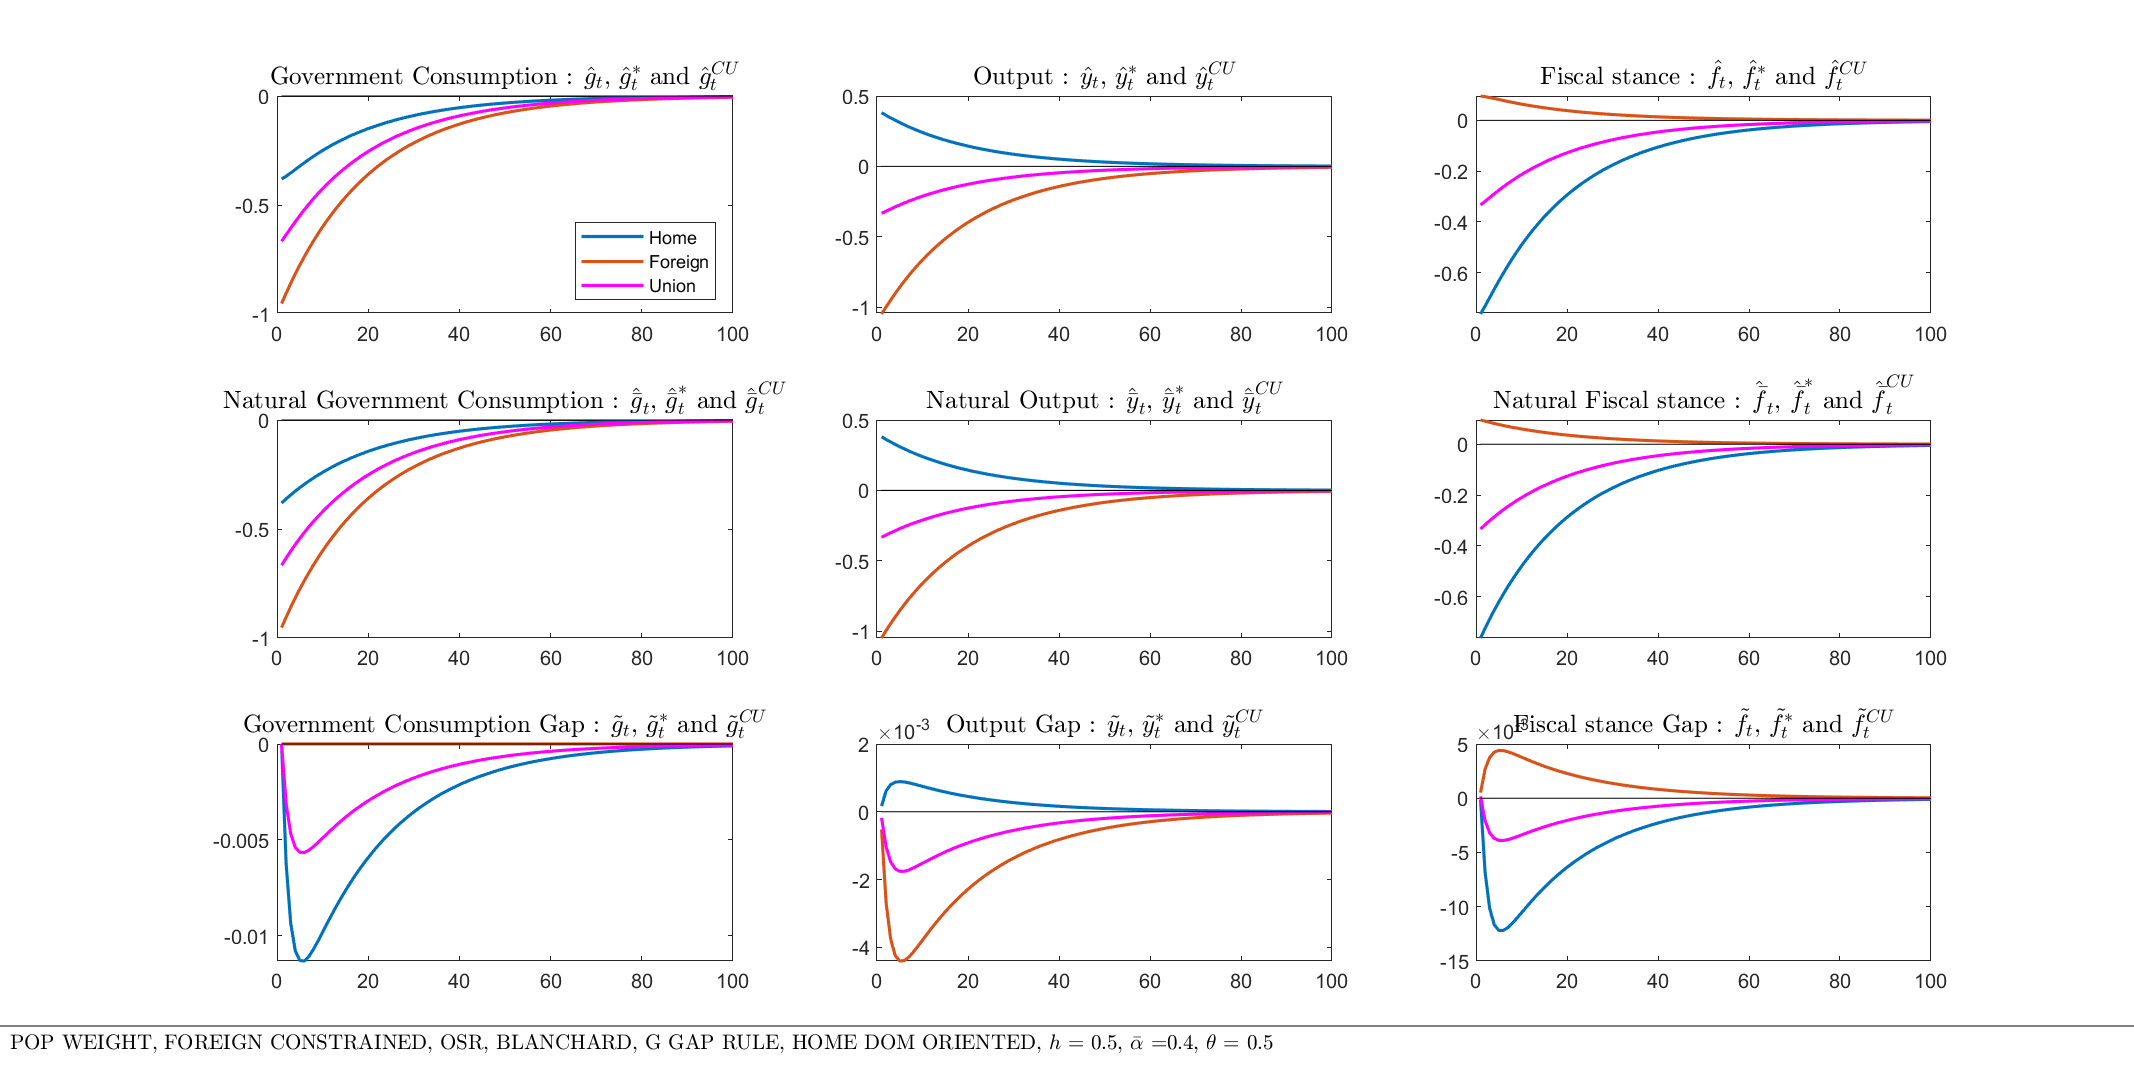 Government Consumption : ĝₜ, ĝₜ* and ĝₜᶜᵁ
Output : ŷₜ, ŷₜ* and ŷₜᶜᵁ
Fiscal stance : f̂ₜ, f̂ₜ* and f̂ₜᶜᵁ
0
-0.5
-1
0 20 40 60 80 100
Home
Foreign
Union
0.5
0
-0.5
-1
0 20 40 60 80 100
0
-0.2
-0.4
-0.6
0 20 40 60 80 100
Natural Government Consumption : ĝ̄ₜ, ĝ̄ₜ* and ĝ̄ₜᶜᵁ
Natural Output : ŷ̄ₜ, ŷ̄ₜ* and ŷ̄ₜᶜᵁ
Natural Fiscal stance : f̄̂ₜ, f̄̂ₜ* and f̄̂ₜᶜᵁ
0
-0.5
-1
0 20 40 60 80 100
0.5
0
-0.5
-1
0 20 40 60 80 100
0
-0.2
-0.4
-0.6
0 20 40 60 80 100
Government Consumption Gap : g̃ₜ, g̃ₜ* and g̃ₜᶜᵁ
Output Gap : ỹₜ, ỹₜ* and ỹₜᶜᵁ
Fiscal stance Gap : f̃ₜ, f̃ₜ* and f̃ₜᶜᵁ
0
-0.005
-0.01
0 20 40 60 80 100
×10⁻³
2
0
-2
-4
0 20 40 60 80 100
×10⁻³
5
0
-5
-10
-15
0 20 40 60 80 100
POP WEIGHT, FOREIGN CONSTRAINED, OSR, BLANCHARD, G GAP RULE, HOME DOM ORIENTED, h = 0.5, ᾱ =0.4, θ = 0.5